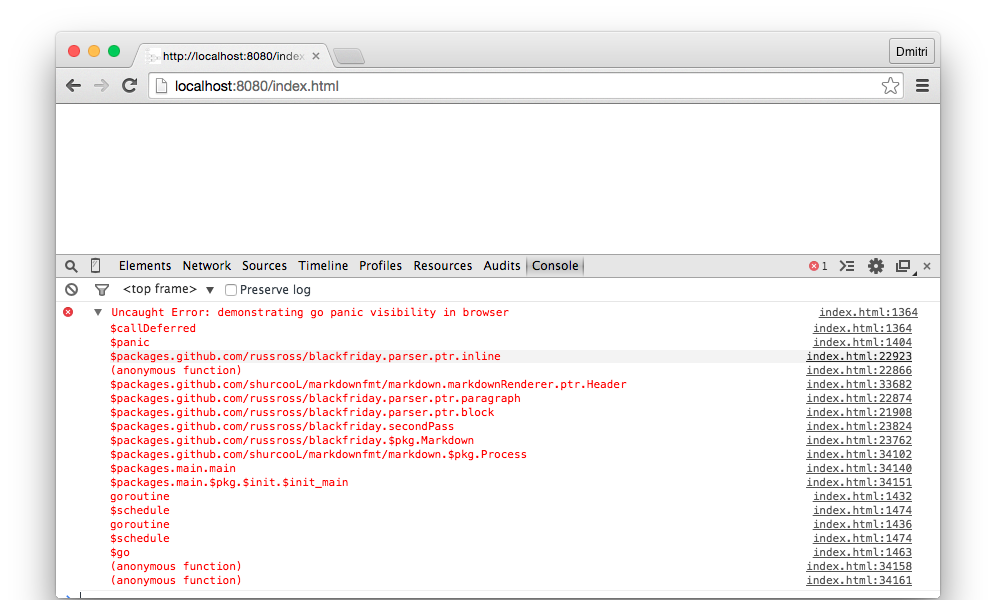 http://localhost:8080/index
Dmitri
localhost:8080/index.html
Elements Network Sources Timeline Profiles Resources Audits Console 1
<top frame> Preserve log
Uncaught Error: demonstrating go panic visibility in browser index.html:1364
$callDeferred index.html:1364
$panic index.html:1404
$packages.github.com/russross/blackfriday.parser.ptr.inline index.html:22923
(anonymous function) index.html:22866
$packages.github.com/shurcooL/markdownfmt/markdown.markdownRenderer.ptr.Header index.html:33682
$packages.github.com/russross/blackfriday.parser.ptr.paragraph index.html:22874
$packages.github.com/russross/blackfriday.parser.ptr.block index.html:21908
$packages.github.com/russross/blackfriday.secondPass index.html:23824
$packages.github.com/russross/blackfriday.$pkg.Markdown index.html:23762
$packages.github.com/shurcooL/markdownfmt/markdown.$pkg.Process index.html:34102
$packages.main.main index.html:34140
$packages.main.$pkg.$init.$init_main index.html:34151
goroutine index.html:1432
$schedule index.html:1474
goroutine index.html:1436
$schedule index.html:1474
$go index.html:1463
(anonymous function) index.html:34158
(anonymous function) index.html:34161